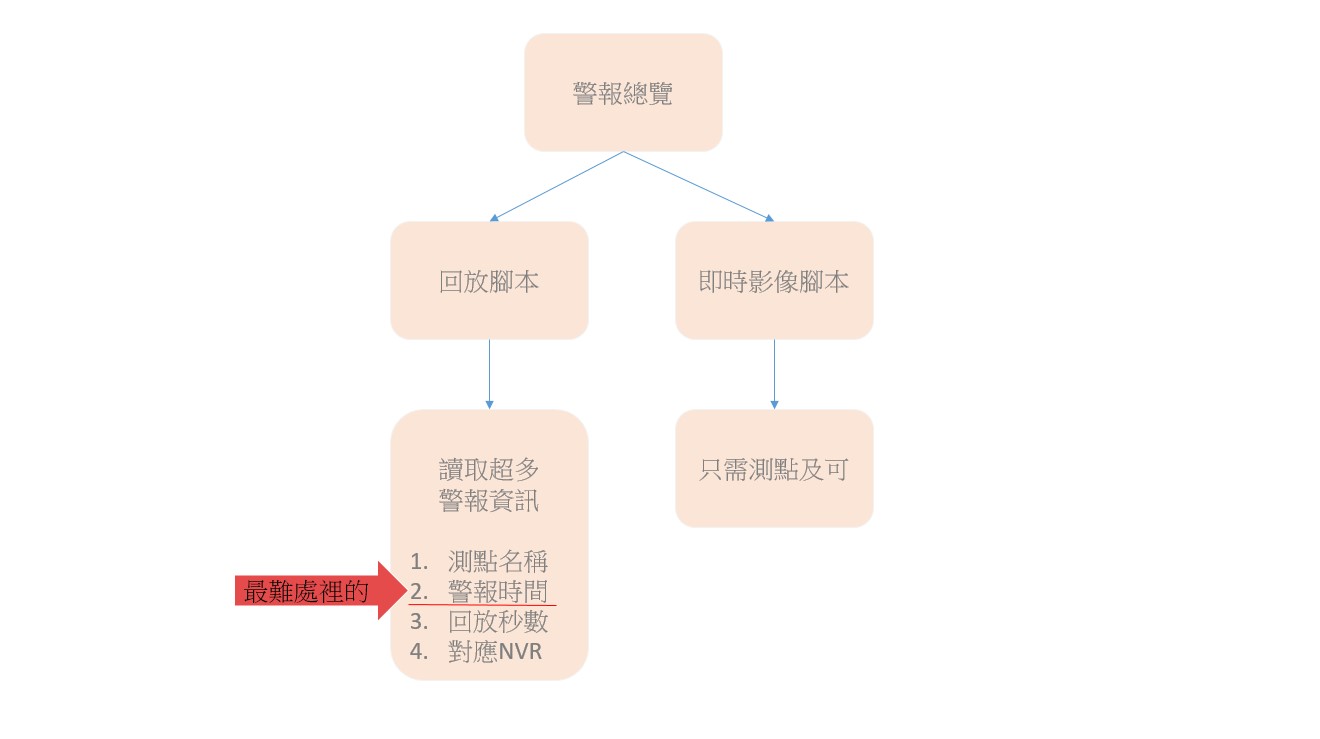 警報總覽
回放腳本
即時影像腳本
讀取超多
警報資訊
只需測點及可
1. 測點名稱
最難處裡的
2. 警報時間
3. 回放秒數
4. 對應NVR